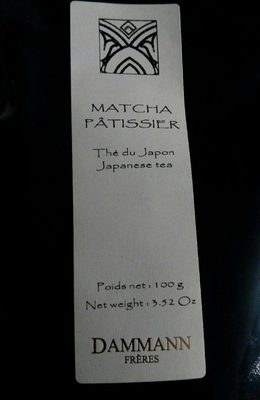 MATCHA
PÂTISSIER
Thé du Japon
Japanese tea
Poids net : 100 g
Net weight : 3.52 Oz
DAMMANN
FRÈRES